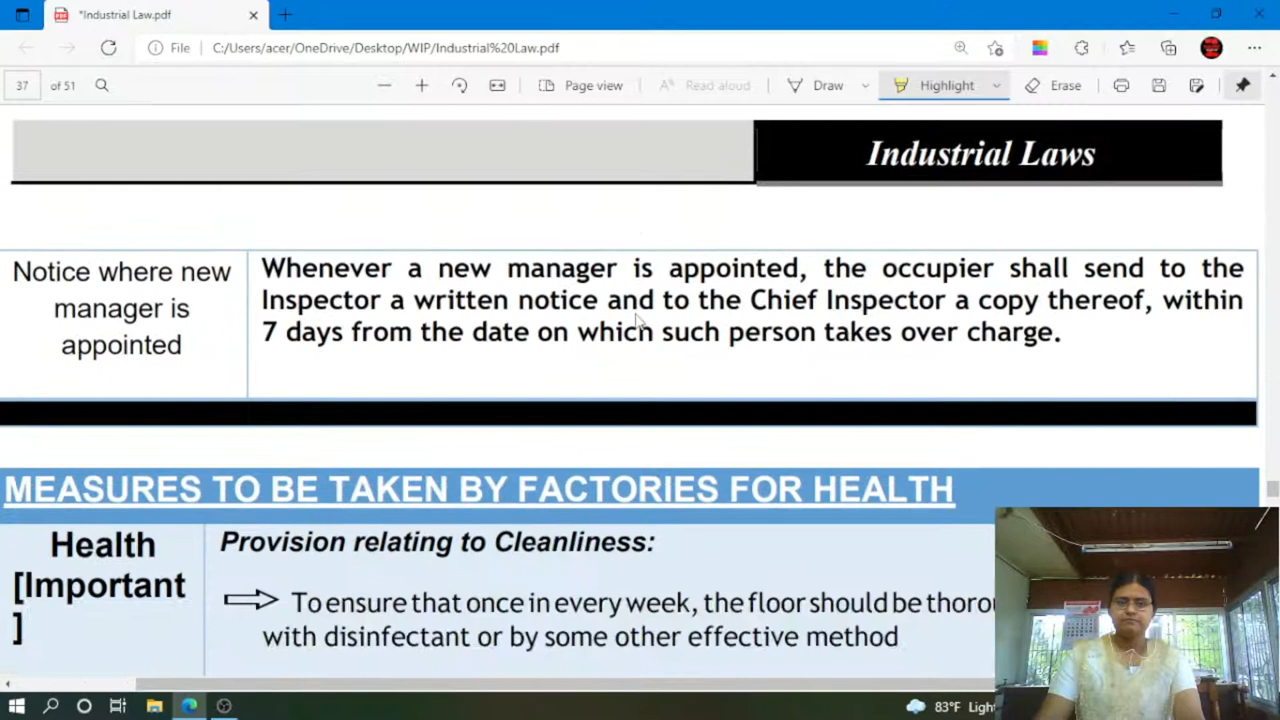 *Industrial Law.pdf
File
C:/Users/acer/OneDrive/Desktop/WIP/Industrial%20Law.pdf
37 of 51
Page view
Read aloud
Draw
Highlight
Erase
Industrial Laws
Notice where new
manager is
appointed
Whenever a new manager is appointed, the occupier shall send to the
Inspector a written notice and to the Chief Inspector a copy thereof, within
7 days from the date on which such person takes over charge.
MEASURES TO BE TAKEN BY FACTORIES FOR HEALTH
Health
[Important
]
Provision relating to Cleanliness:
To ensure that once in every week, the floor should be
with disinfectant or by some other effective method
83°F